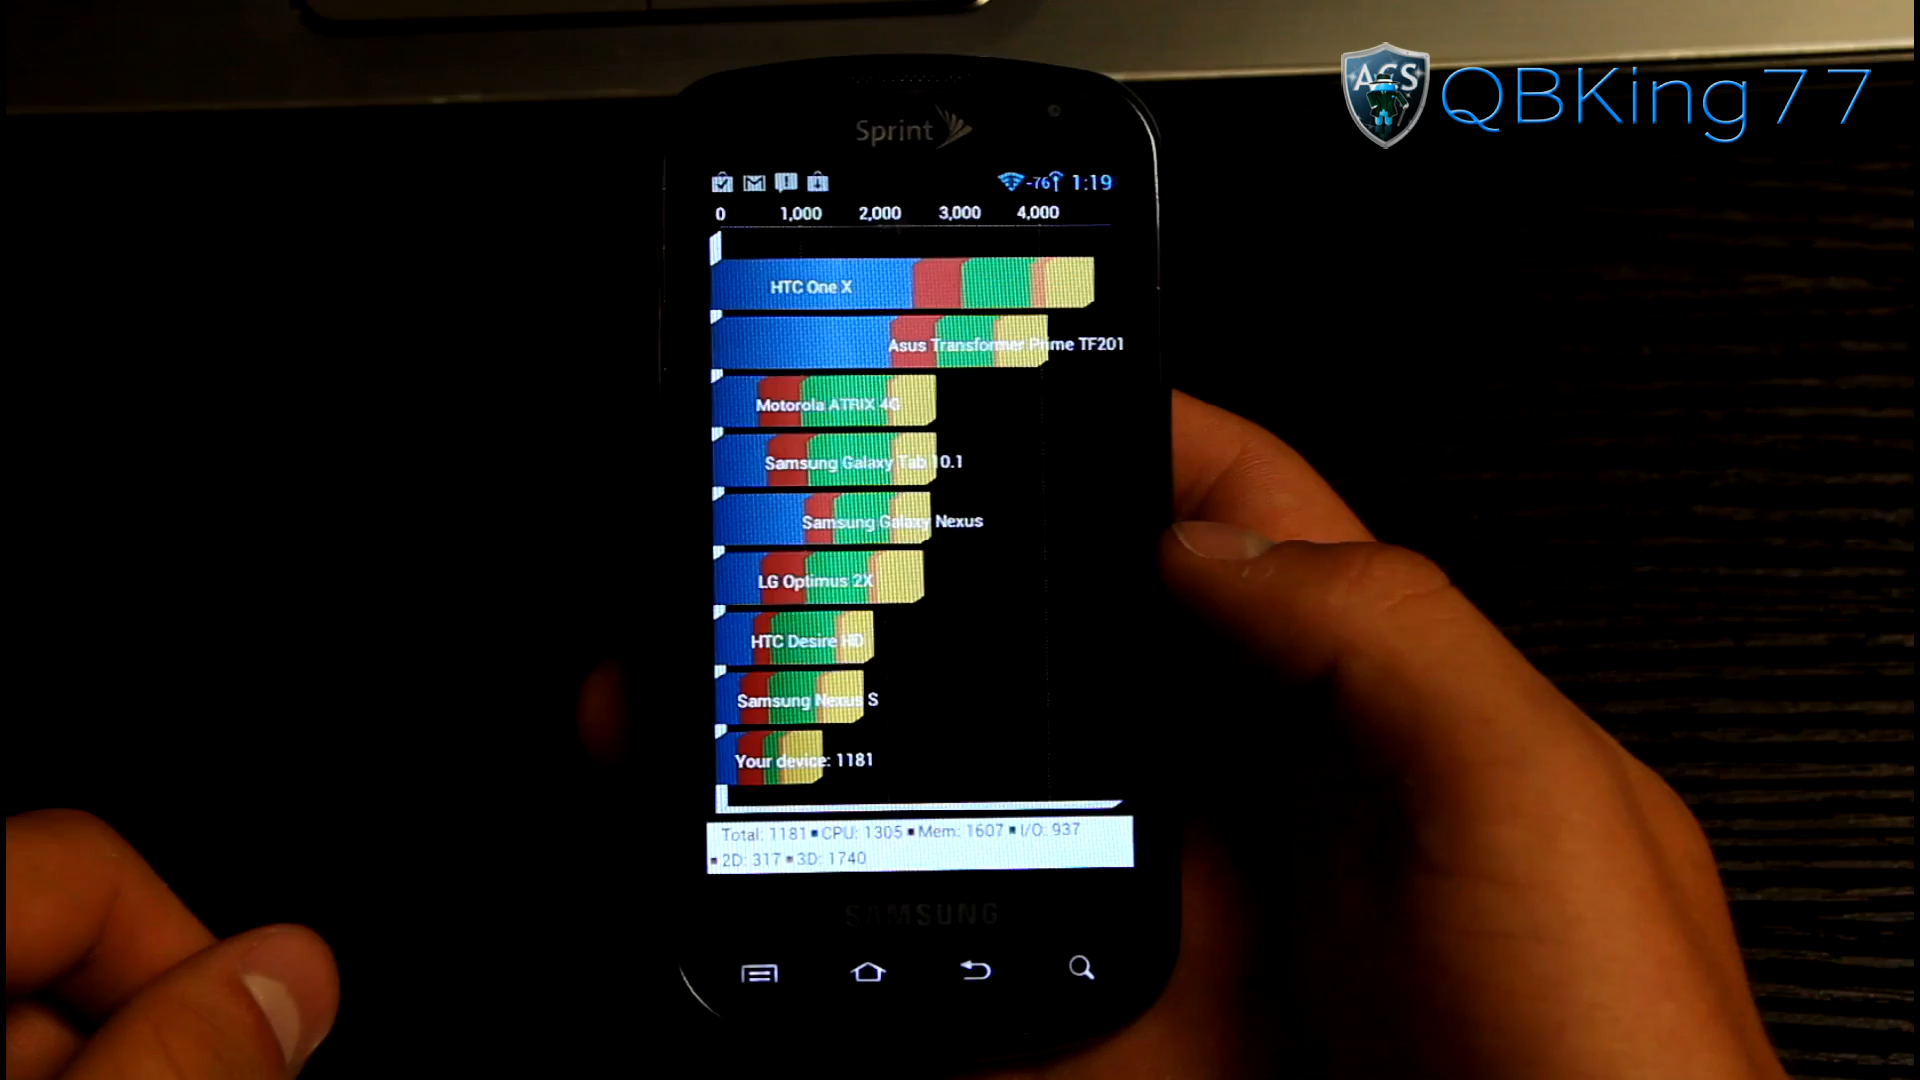 ACS QBKing77
Sprint
-76 1:19
0 1,000 2,000 3,000 4,000
HTC One X
Asus Transformer Prime TF201
Motorola ATRIX 4G
Samsung Galaxy Tab 10.1
Samsung Galaxy Nexus
LG Optimus 2X
HTC Desire HD
Samsung Nexus S
Your device: 1181
Total: 1181 ▪ CPU: 1305 ▪ Mem: 1607 ▪ I/O: 937
▪ 2D: 317 ▪ 3D: 1740
SAMSUNG